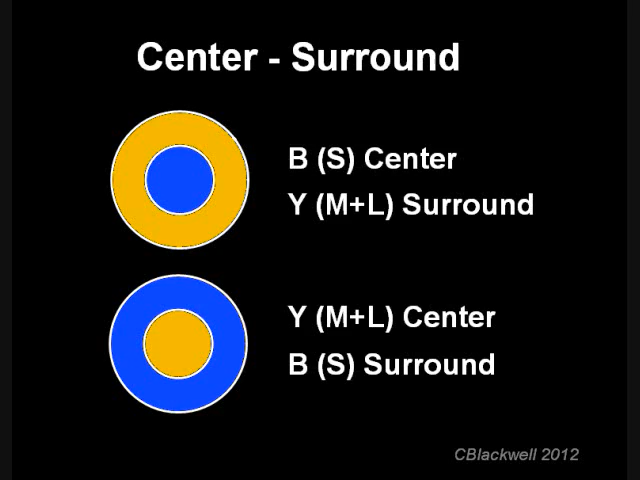 Center - Surround
B (S) Center
Y (M+L) Surround
Y (M+L) Center
B (S) Surround
CBlackwell 2012